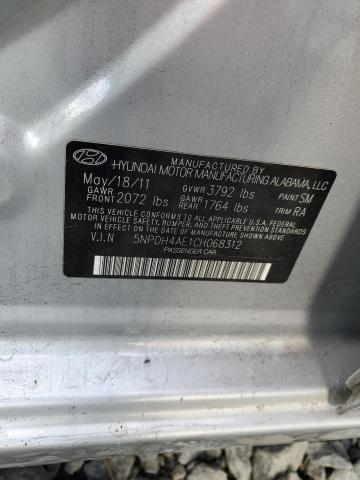 MANUFACTURED BY
HYUNDAI MOTOR MANUFACTURING ALABAMA, LLC
May/18/11 GVWR 3792 lbs PAINT SM
GAWR FRONT 2072 lbs GAWR REAR 1764 lbs TRIM RA
THIS VEHICLE CONFORMS TO ALL APPLICABLE U.S.A. FEDERAL
MOTOR VEHICLE SAFETY, BUMPER, AND THEFT PREVENTION STANDARDS
IN EFFECT ON THE DATE OF MANUFACTURE SHOWN ABOVE.
V.I.N 5NPDH4AE1CH068312
PASSENGER CAR